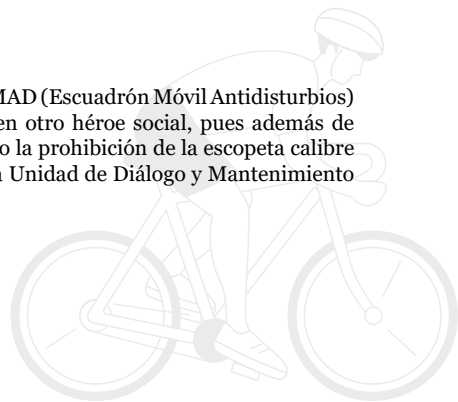 MAD (Escuadrón Móvil Antidisturbios)
en otro héroe social, pues además de
o la prohibición de la escopeta calibre
Unidad de Diálogo y Mantenimiento